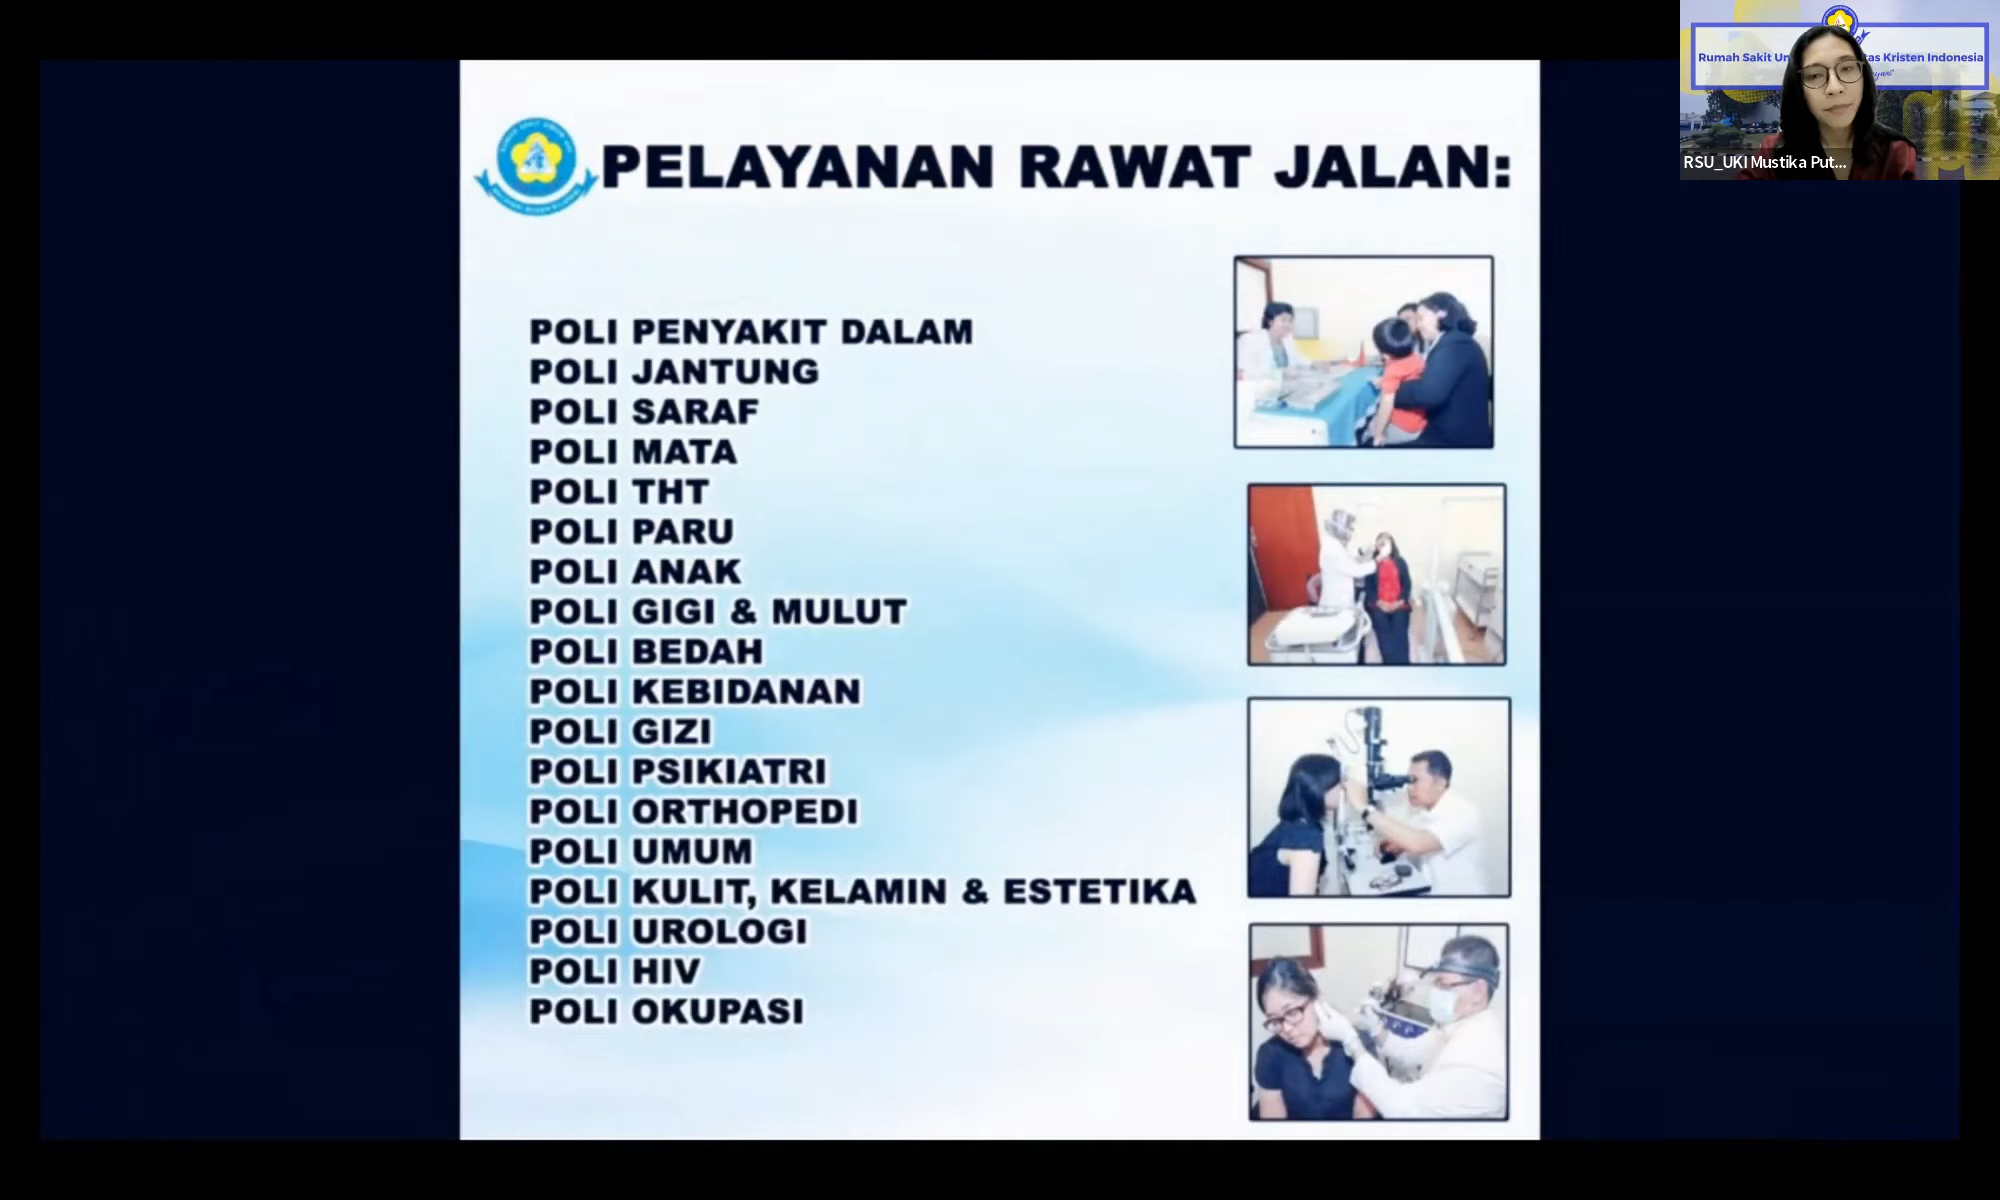 PELAYANAN RAWAT JALAN:
POLI PENYAKIT DALAM
POLI JANTUNG
POLI SARAF
POLI MATA
POLI THT
POLI PARU
POLI ANAK
POLI GIGI & MULUT
POLI BEDAH
POLI KEBIDANAN
POLI GIZI
POLI PSIKIATRI
POLI ORTHOPEDI
POLI UMUM
POLI KULIT, KELAMIN & ESTETIKA
POLI UROLOGI
POLI HIV
POLI OKUPASI
Rumah Sakit Un tas Kristen Indonesia
RSU_UKI Mustika Put...